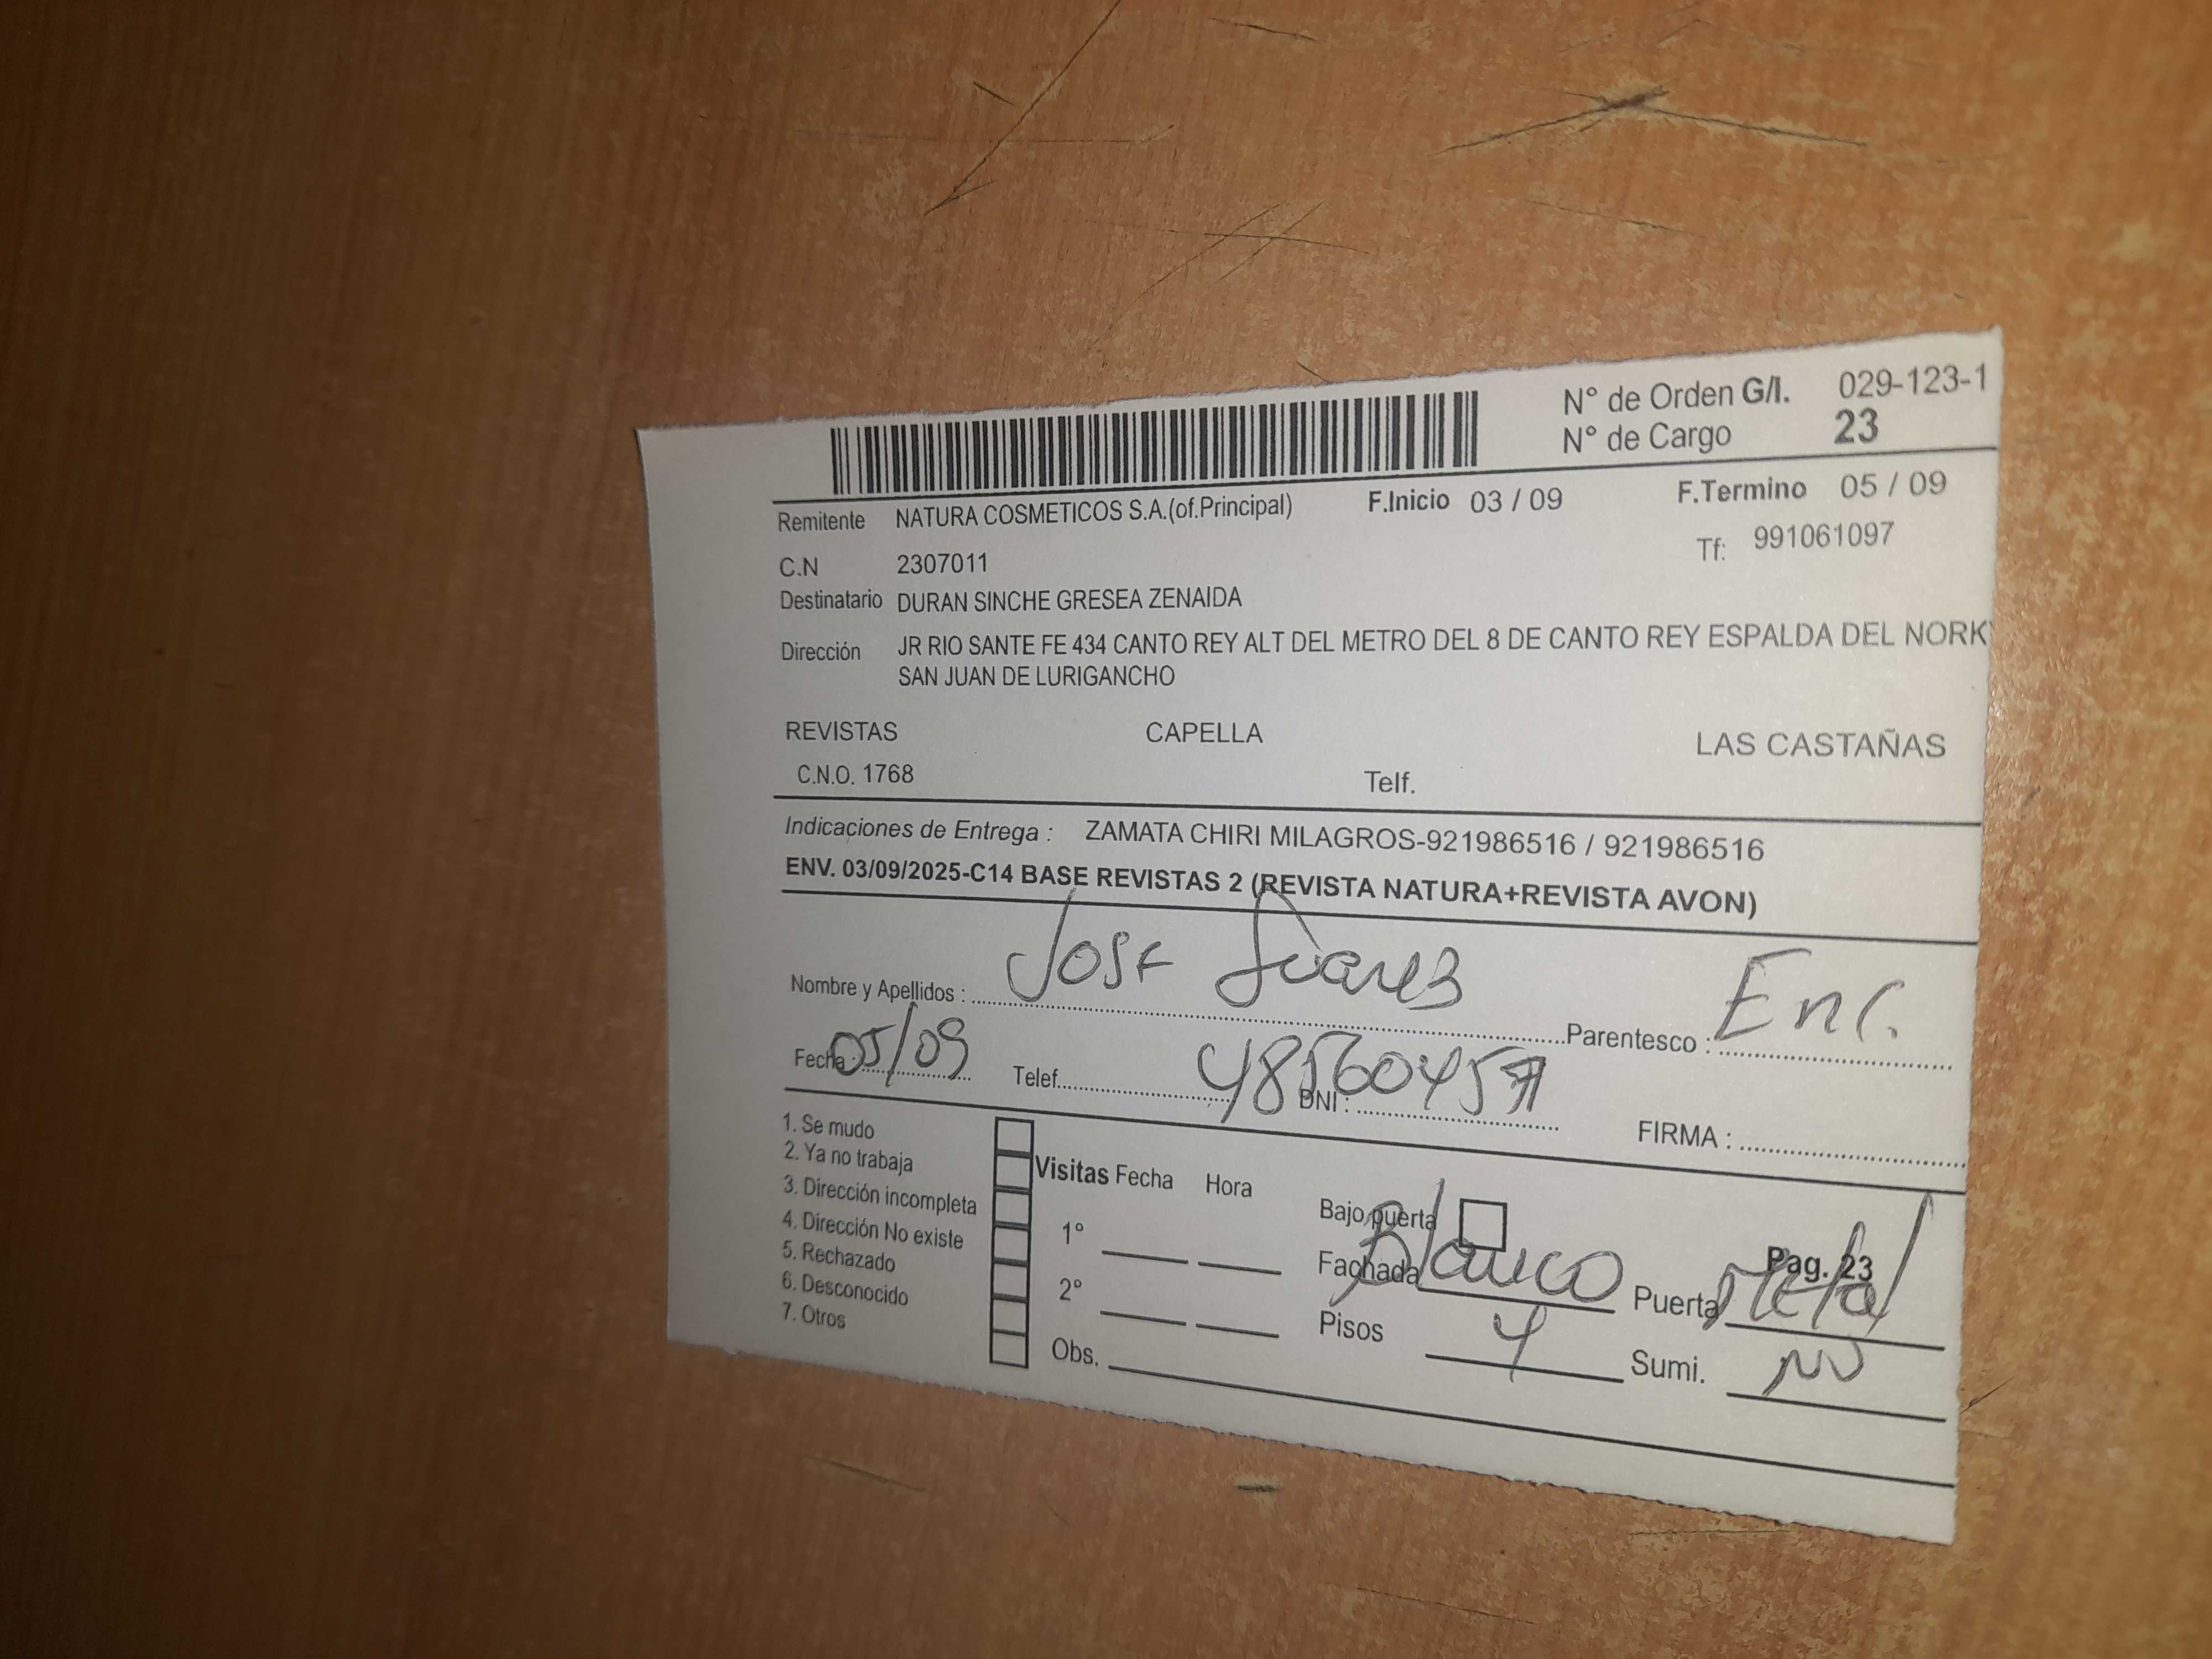 N° de Orden G/I. 029-123-1
N° de Cargo 23
Remitente NATURA COSMETICOS S.A.(of.Principal) F.Inicio 03 / 09 F.Termino 05 / 09
C.N 2307011 Tf: 991061097
Destinatario DURAN SINCHE GRESEA ZENAIDA
Dirección JR RIO SANTE FE 434 CANTO REY ALT DEL METRO DEL 8 DE CANTO REY ESPALDA DEL NORK
SAN JUAN DE LURIGANCHO
REVISTAS CAPELLA LAS CASTAÑAS
C.N.O. 1768 Telf.
Indicaciones de Entrega : ZAMATA CHIRI MILAGROS-921986516 / 921986516
ENV. 03/09/2025-C14 BASE REVISTAS 2 (REVISTA NATURA+REVISTA AVON)
Nombre y Apellidos : Jose Suarez Parentesco : Enc.
Fecha : 05/09 Telef. DNI : FIRMA :
1. Se mudo
2. Ya no trabaja
3. Dirección incompleta
4. Dirección No existe
5. Rechazado
6. Desconocido
7. Otros
Visitas Fecha Hora
1°
2°
Obs.
Bajo puerta Pag. 23
Fachada Blanco Puerta Metal
Pisos 4 Sumi. NO